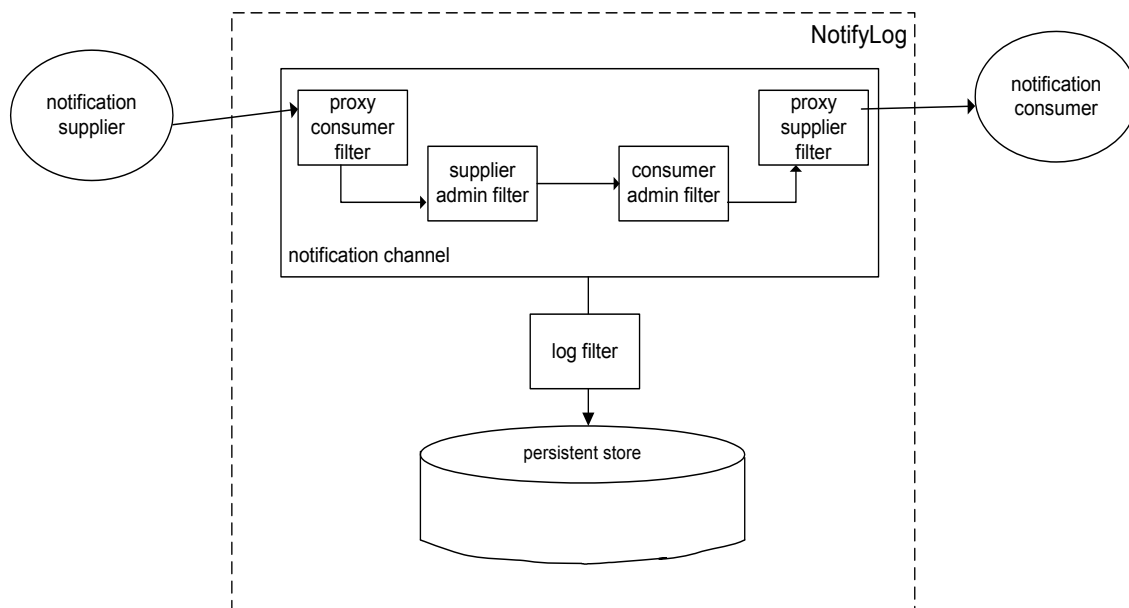 NotifyLog
notification
supplier
proxy
consumer
filter
supplier
admin filter
consumer
admin filter
proxy
supplier
filter
notification
consumer
notification channel
log filter
persistent store